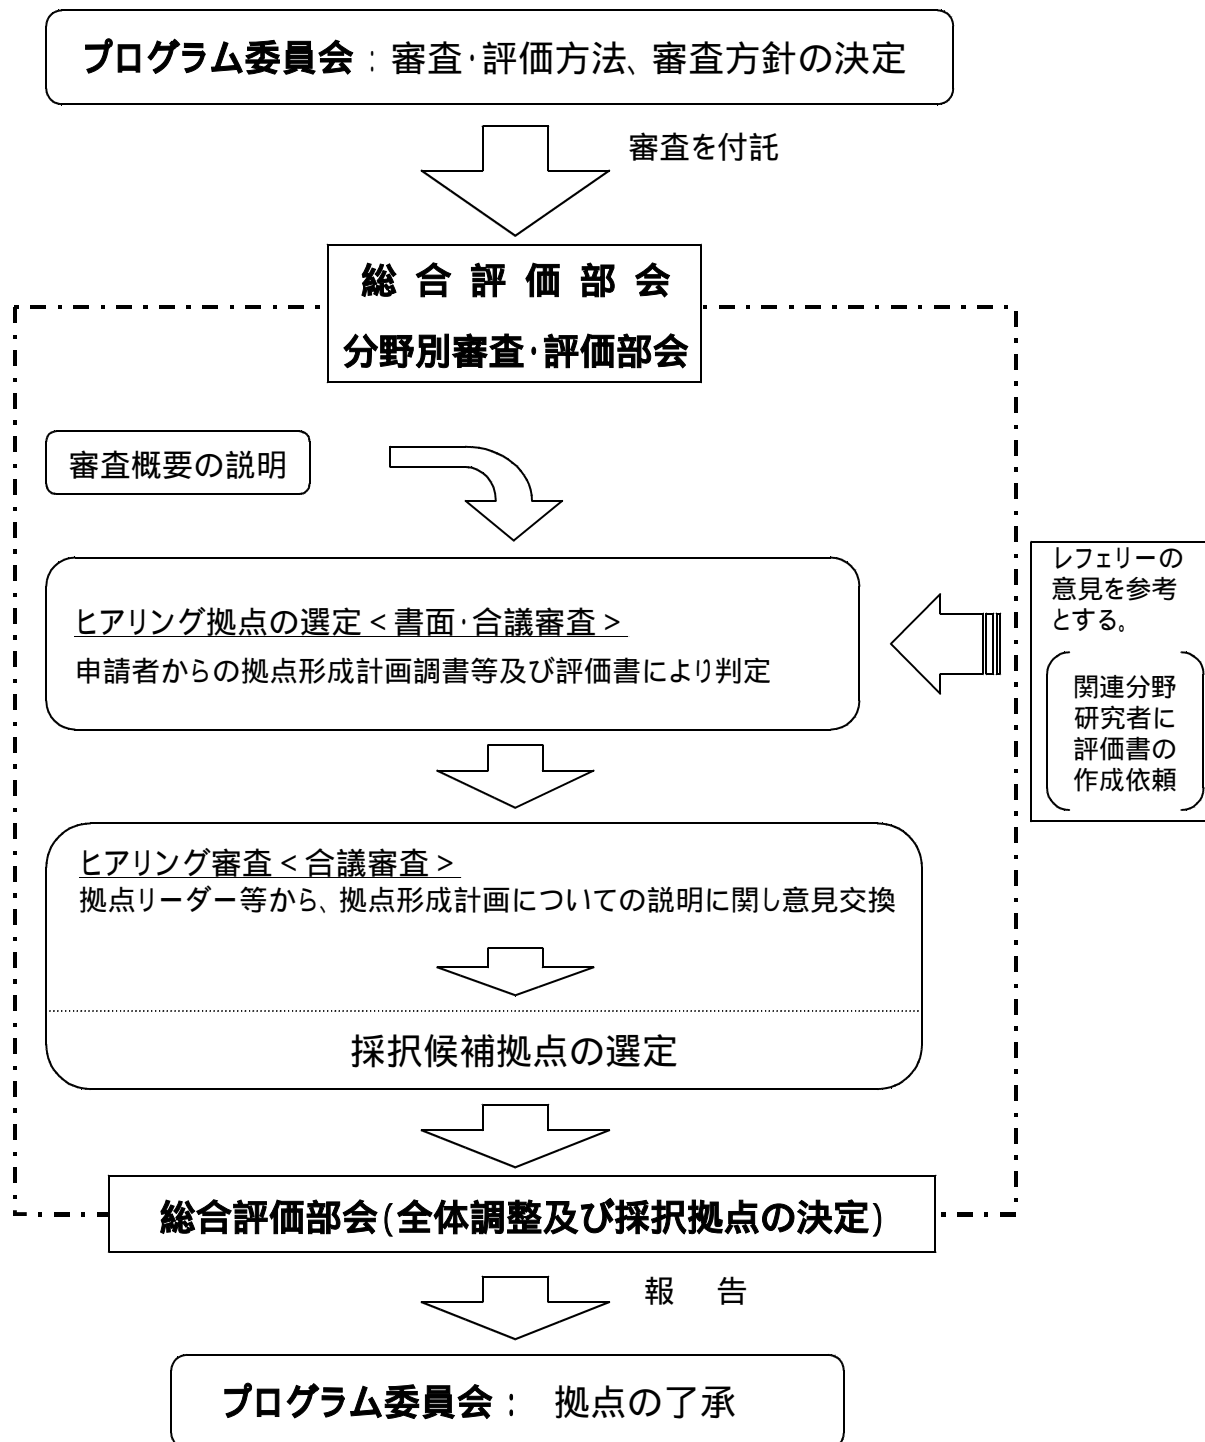 プログラム委員会：審査・評価方法、審査方針の決定
審査を付託
総合評価部会
分野別審査・評価部会
審査概要の説明
ヒアリング拠点の選定＜書面・合議審査＞
申請者からの拠点形成計画調書等及び評価書により判定
レフェリーの
意見を参考
とする。
関連分野
研究者に
評価書の
作成依頼
ヒアリング審査＜合議審査＞
拠点リーダー等から、拠点形成計画についての説明に関し意見交換
採択候補拠点の選定
総合評価部会(全体調整及び採択拠点の決定)
報　告
プログラム委員会：　拠点の了承